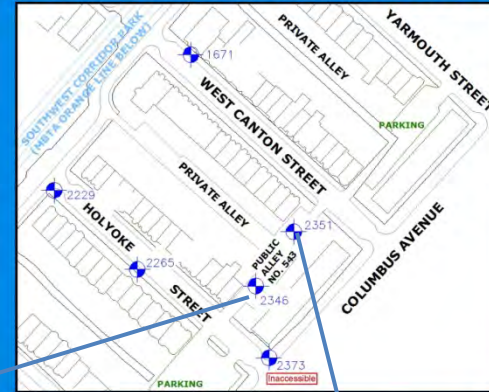 YARMOUTH STREET
PRIVATE ALLEY
SOUTHWEST CORRIDOR PARK
(MBTA ORANGE LINE BELOW)
1671
WEST CANTON STREET
PARKING
2229
PRIVATE ALLEY
HOLYOKE
STREET
2265
2351
PUBLIC
ALLEY
NO. 543
2346
COLUMBUS AVENUE
2373
Inaccessible
PARKING